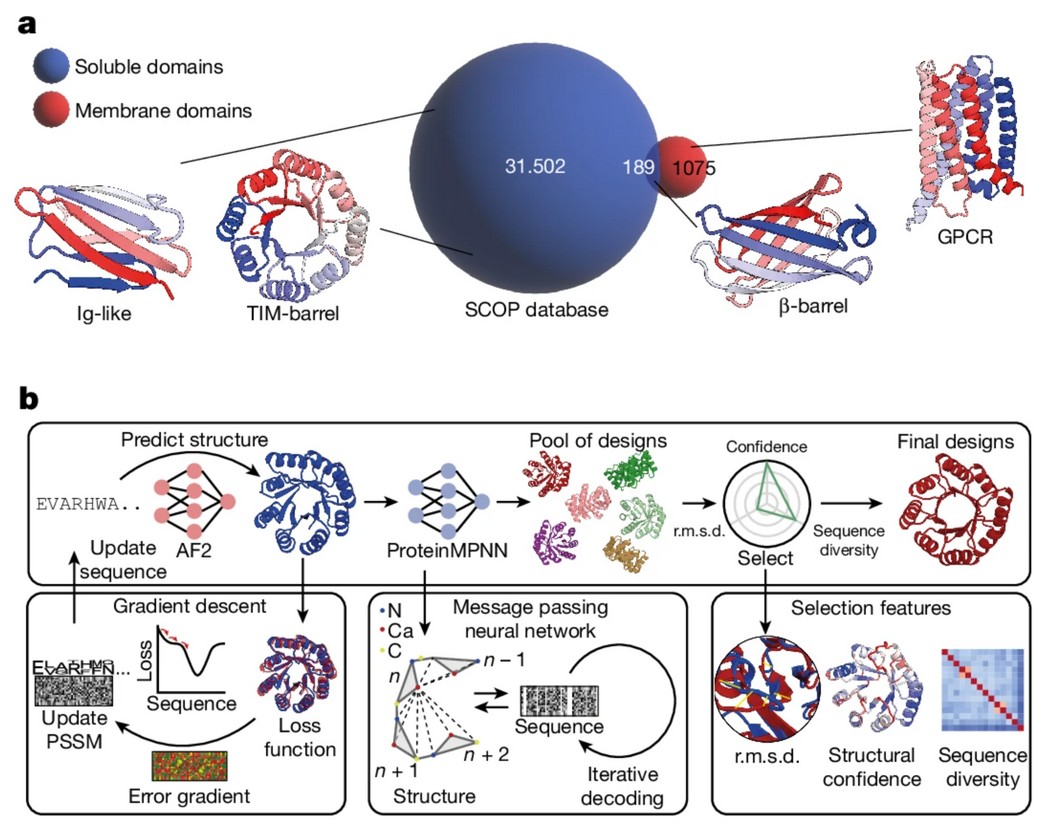 a
Soluble domains
Membrane domains
31.502
189
1075
Ig-like
TIM-barrel
SCOP database
β-barrel
GPCR
b
Predict structure
EVARHWA..
AF2
Update
sequence
ProteinMPNN
Pool of designs
Confidence
r.m.s.d.
Sequence
diversity
Select
Final designs
Gradient descent
Loss
Sequence
Update
PSSM
Loss
function
Error gradient
N
Ca
C
Message passing
neural network
n − 1
n
n + 1
n + 2
Structure
Sequence
Iterative
decoding
Selection features
r.m.s.d.
Structural
confidence
Sequence
diversity